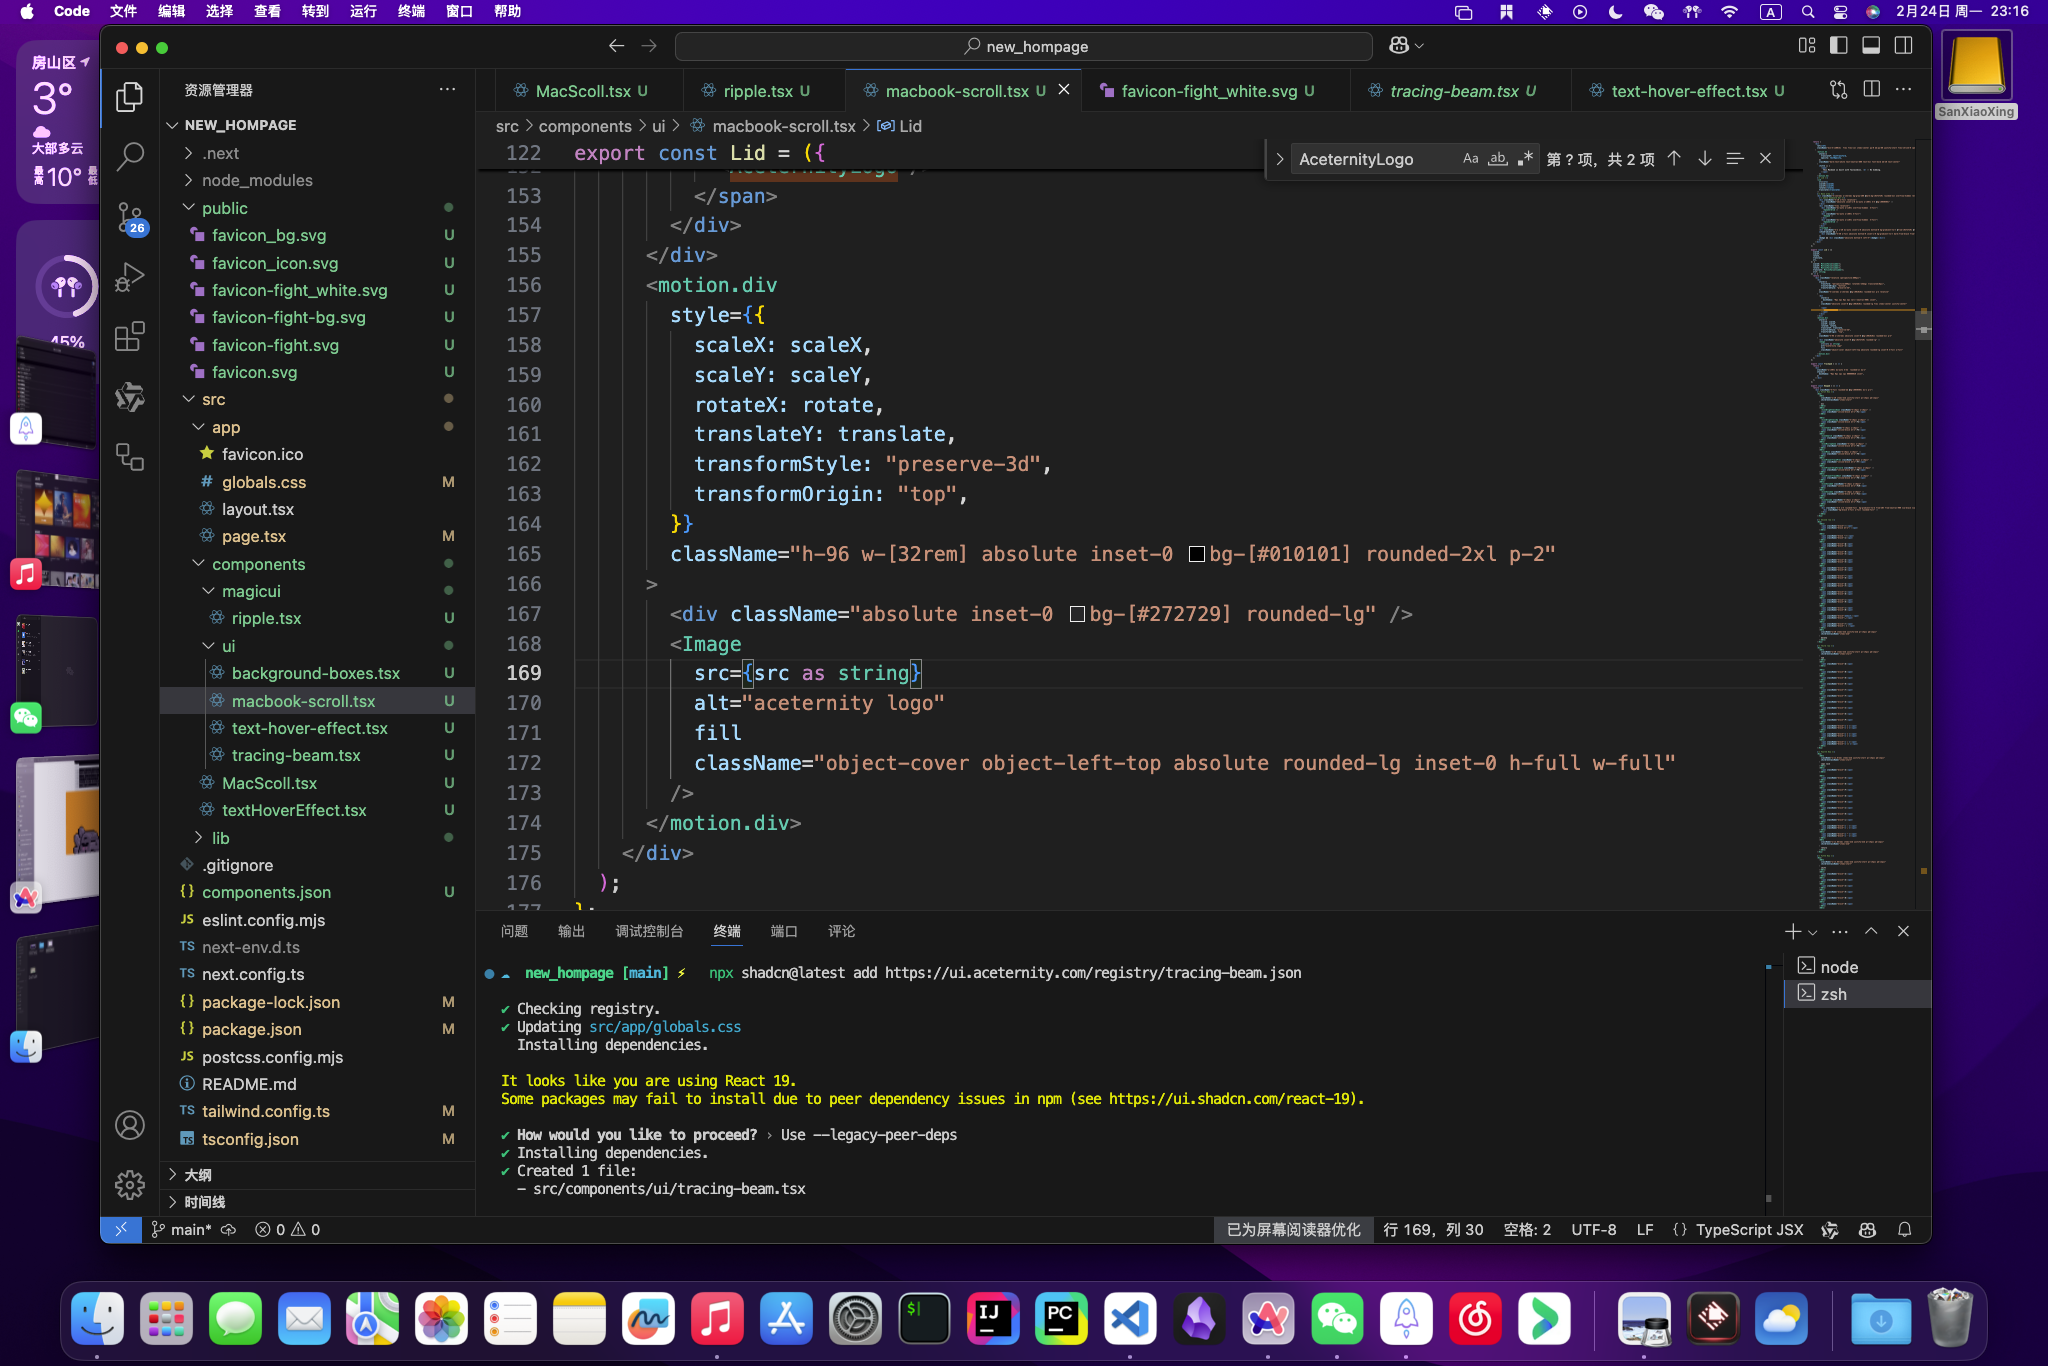 Code 文件 编辑 选择 查看 转到 运行 终端 窗口 帮助
A
2月24日 周一 23:16
房山区
3°
大部多云
最高 10° 最低
45%
SanXiaoXing
new_hompage
资源管理器
MacScoll.tsx U
ripple.tsx U
macbook-scroll.tsx U
favicon-fight_white.svg U
tracing-beam.tsx U
text-hover-effect.tsx U
src > components > ui > macbook-scroll.tsx > Lid
AceternityLogo
Aa ab
第 ? 项，共 2 项
26
NEW_HOMPAGE
.next
node_modules
public
favicon_bg.svg U
favicon_icon.svg U
favicon-fight_white.svg U
favicon-fight-bg.svg U
favicon-fight.svg U
favicon.svg U
src
app
favicon.ico
# globals.css M
layout.tsx
page.tsx M
components
magicui
ripple.tsx U
ui
background-boxes.tsx U
macbook-scroll.tsx U
text-hover-effect.tsx U
tracing-beam.tsx U
MacScoll.tsx U
textHoverEffect.tsx U
lib
.gitignore
{} components.json U
JS eslint.config.mjs
TS next-env.d.ts
TS next.config.ts
{} package-lock.json M
{} package.json M
JS postcss.config.mjs
README.md
TS tailwind.config.ts M
TS tsconfig.json M
大纲
时间线
122 export const Lid = ({
153 </span>
154 </div>
155 </div>
156 <motion.div
157 style={{
158 scaleX: scaleX,
159 scaleY: scaleY,
160 rotateX: rotate,
161 translateY: translate,
162 transformStyle: "preserve-3d",
163 transformOrigin: "top",
164 }}
165 className="h-96 w-[32rem] absolute inset-0 bg-[#010101] rounded-2xl p-2"
166 >
167 <div className="absolute inset-0 bg-[#272729] rounded-lg" />
168 <Image
169 src={src as string}
170 alt="aceternity logo"
171 fill
172 className="object-cover object-left-top absolute rounded-lg inset-0 h-full w-full"
173 />
174 </motion.div>
175 </div>
176 );
问题 输出 调试控制台 终端 端口 评论
new_hompage [main] ⚡ npx shadcn@latest add https://ui.aceternity.com/registry/tracing-beam.json
✔ Checking registry.
✔ Updating src/app/globals.css
Installing dependencies.
It looks like you are using React 19.
Some packages may fail to install due to peer dependency issues in npm (see https://ui.shadcn.com/react-19).
✔ How would you like to proceed? › Use --legacy-peer-deps
✔ Installing dependencies.
✔ Created 1 file:
- src/components/ui/tracing-beam.tsx
node
zsh
main* 0 0
已为屏幕阅读器优化 行 169，列 30 空格: 2 UTF-8 LF {} TypeScript JSX
$
IJ
PC